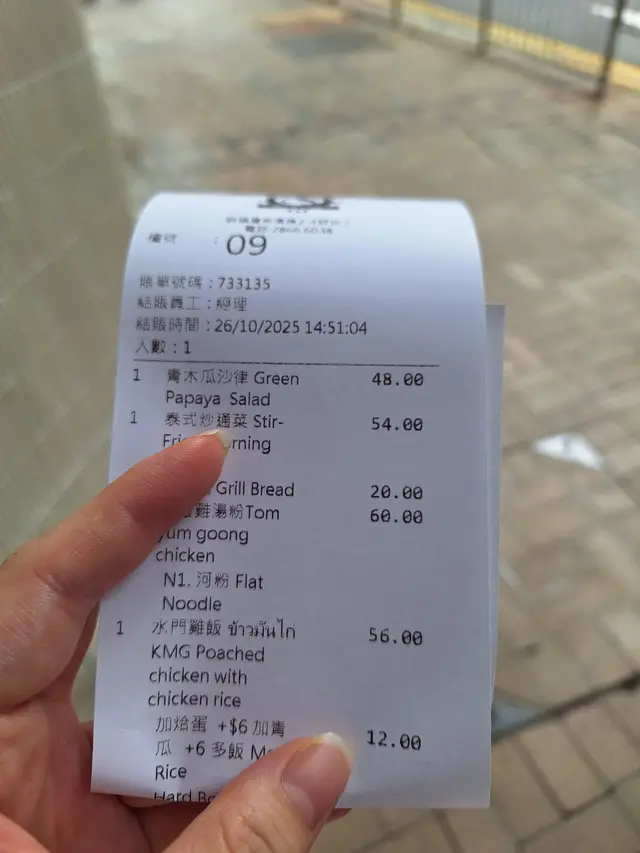 電話:2866 6038
檯號 : 09
賬單號碼：733135
結賬員工：經理
結賬時間：26/10/2025 14:51:04
人數：1
1 青木瓜沙律 Green 48.00
Papaya Salad
1 泰式炒通菜 Stir- 54.00
Grill Bread 20.00
雞湯粉Tom 60.00
yum goong
chicken
N1. 河粉 Flat
Noodle
1 水門雞飯 ข้าวมันไก่ 56.00
KMG Poached
chicken with
chicken rice
加烚蛋 +$6 加青
瓜 +6 多飯 12.00
Rice